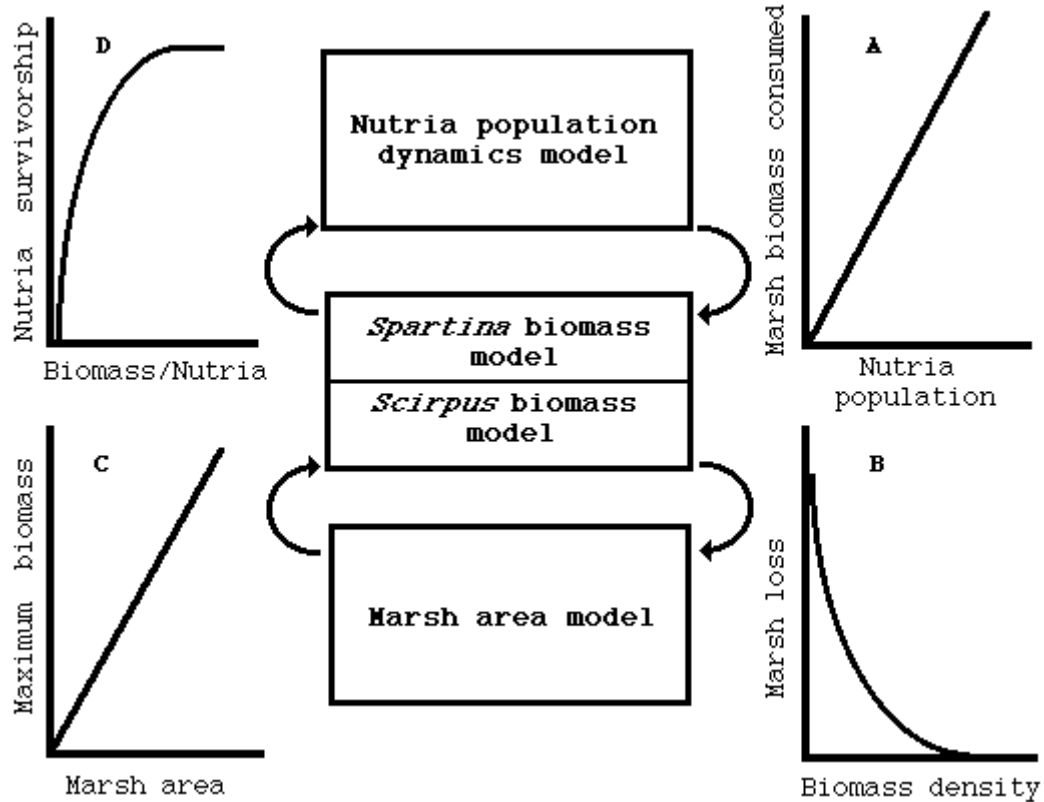 D
Nutria survivorship
Biomass/Nutria
Nutria population
dynamics model
A
Marsh biomass consumed
Nutria
population
Spartina biomass
model
Scirpus biomass
model
C
Maximum biomass
Marsh area
Marsh area model
B
Marsh loss
Biomass density